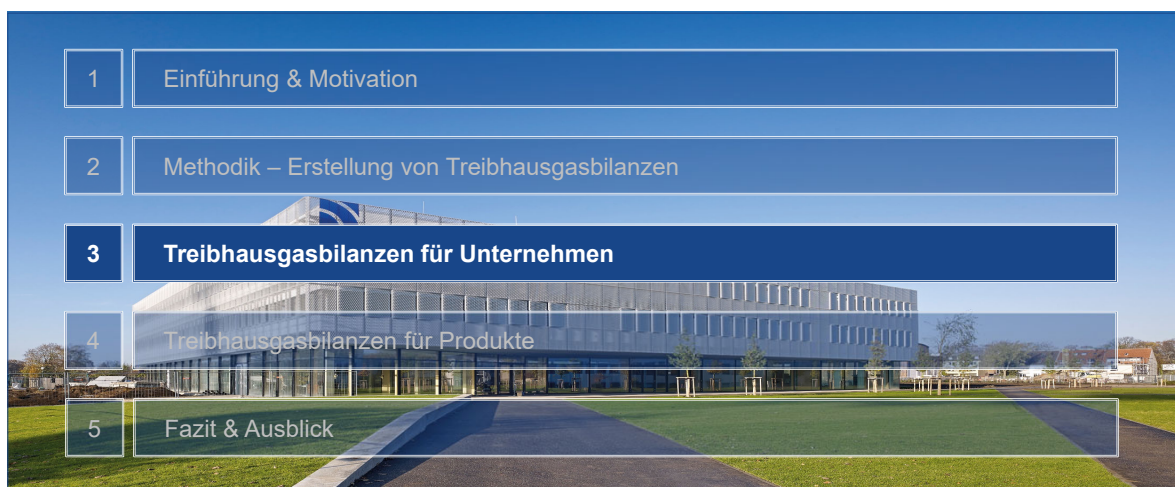 1 Einführung & Motivation
2 Methodik – Erstellung von Treibhausgasbilanzen
3 Treibhausgasbilanzen für Unternehmen
4 Treibhausgasbilanzen für Produkte
5 Fazit & Ausblick